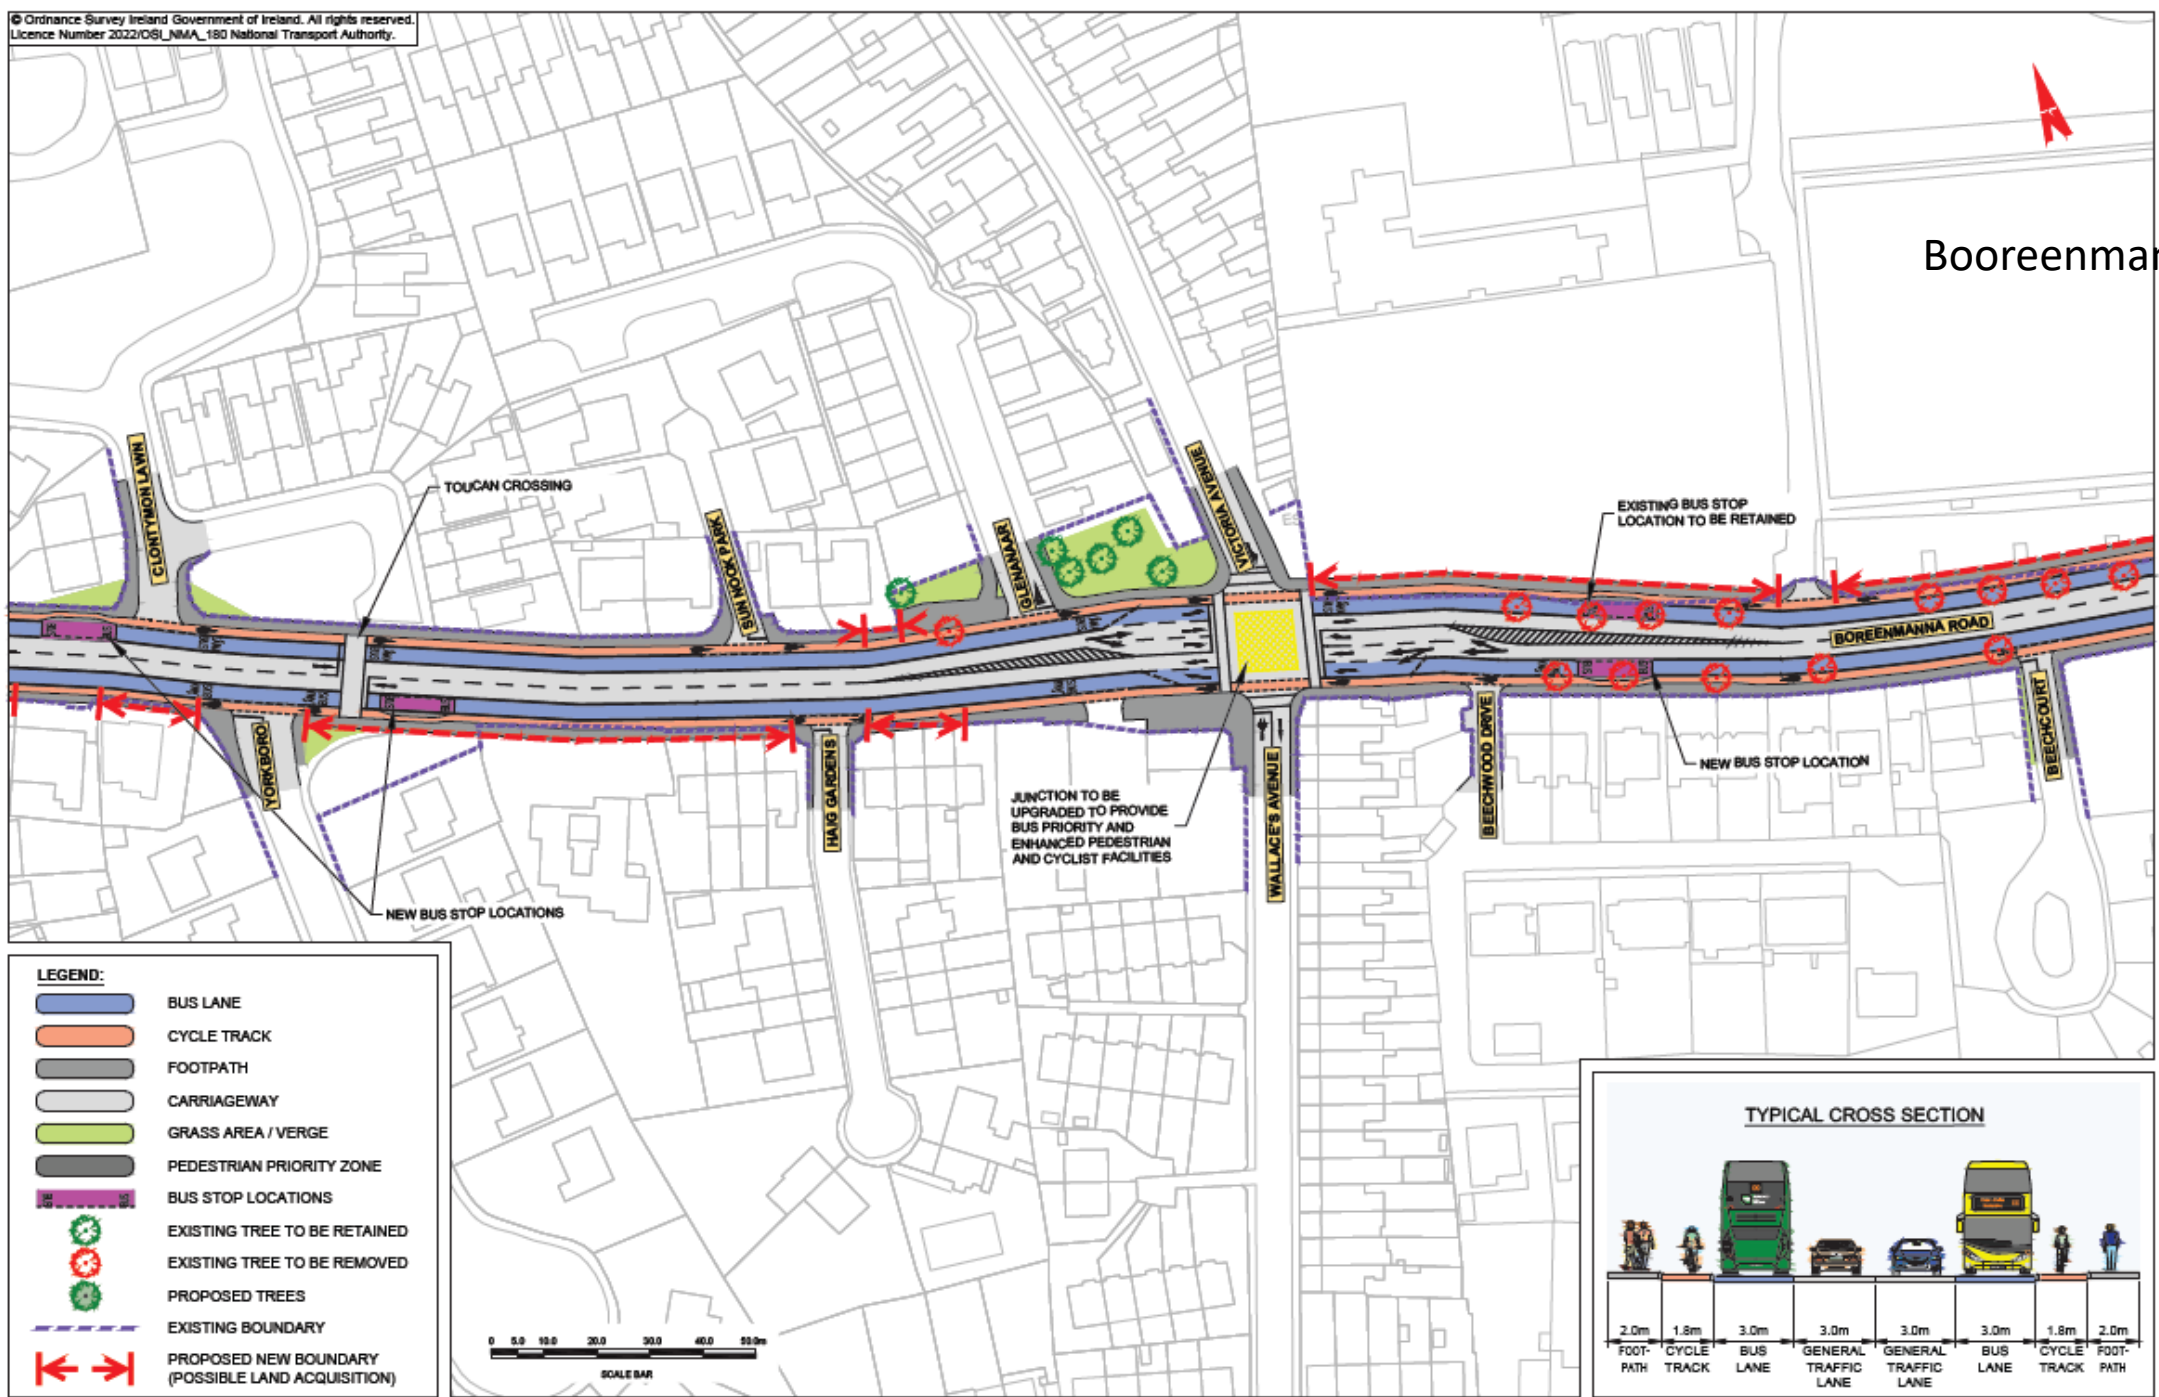 © Ordnance Survey Ireland Government of Ireland. All rights reserved.
Licence Number 2022/OSI_NMA_180 National Transport Authority.
Booreenmar
CLONTYMON LAWN
TOUCAN CROSSING
SUN NOOK PARK
GLENANAAR
VICTORIA AVENUE
ES
EXISTING BUS STOP
LOCATION TO BE RETAINED
BOREENMANNA ROAD
YORKBORO
HAIG GARDENS
JUNCTION TO BE
UPGRADED TO PROVIDE
BUS PRIORITY AND
ENHANCED PEDESTRIAN
AND CYCLIST FACILITIES
WALLACE'S AVENUE
BEECHWOOD DRIVE
NEW BUS STOP LOCATION
BEECHCOURT
NEW BUS STOP LOCATIONS
LEGEND:
BUS LANE
CYCLE TRACK
FOOTPATH
CARRIAGEWAY
GRASS AREA / VERGE
PEDESTRIAN PRIORITY ZONE
BUS STOP LOCATIONS
EXISTING TREE TO BE RETAINED
EXISTING TREE TO BE REMOVED
PROPOSED TREES
EXISTING BOUNDARY
PROPOSED NEW BOUNDARY
(POSSIBLE LAND ACQUISITION)
0 5.0 10.0 20.0 30.0 40.0 50.0m
SCALE BAR
TYPICAL CROSS SECTION
2.0m 1.8m 3.0m 3.0m 3.0m 3.0m 1.8m 2.0m
FOOT- CYCLE BUS GENERAL GENERAL BUS CYCLE FOOT-
PATH TRACK LANE TRAFFIC TRAFFIC LANE TRACK PATH
LANE LANE